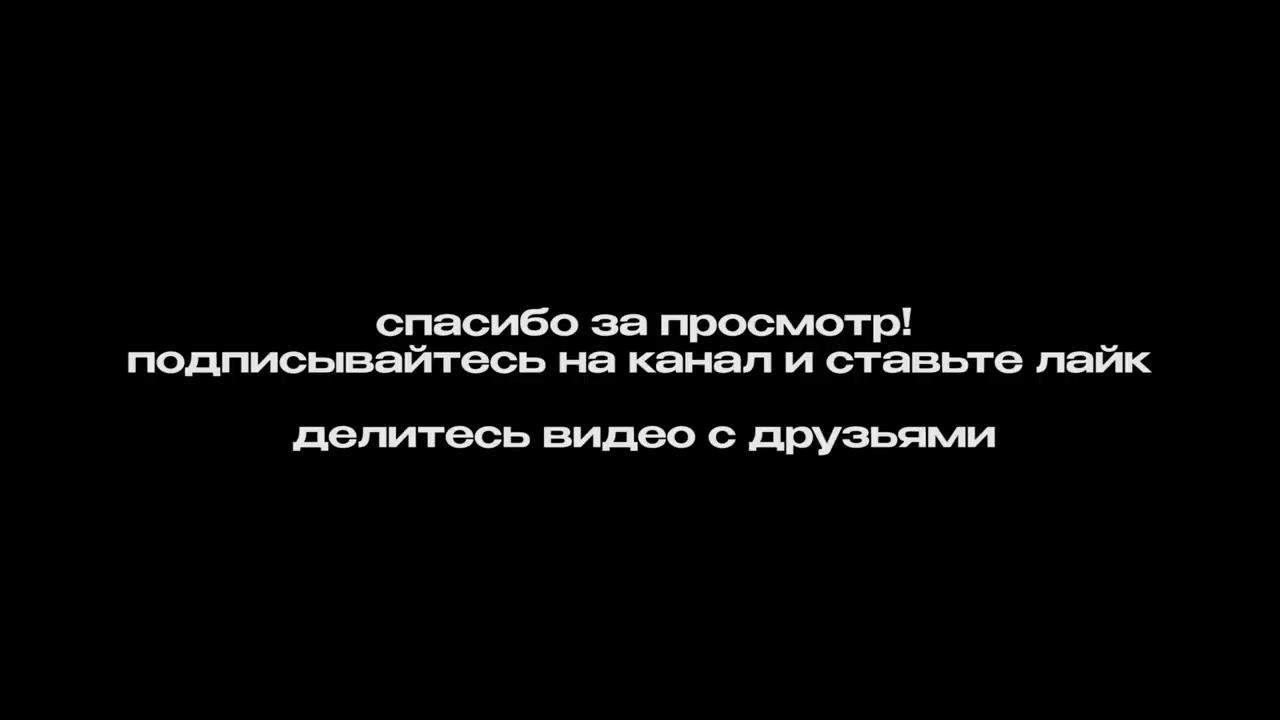 спасибо за просмотр!
подписывайтесь на канал и ставьте лайк
делитесь видео с друзьями